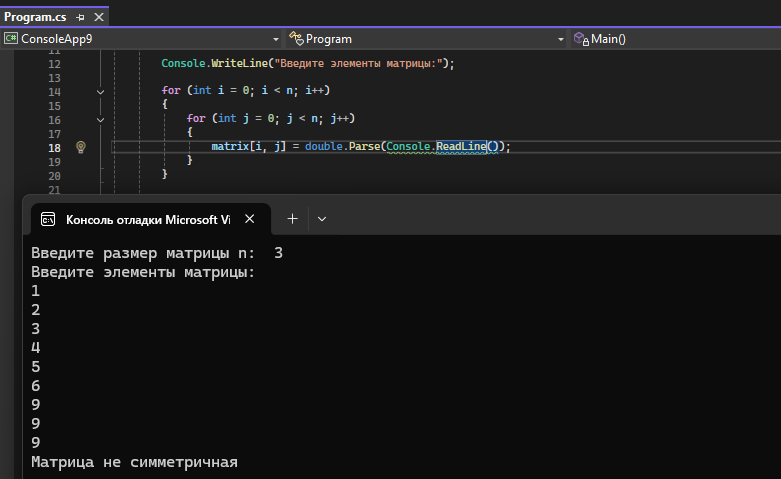 Program.cs
C# ConsoleApp9 Program Main()
11
12 Console.WriteLine("Введите элементы матрицы:");
13
14 for (int i = 0; i < n; i++)
15 {
16 for (int j = 0; j < n; j++)
17 {
18 matrix[i, j] = double.Parse(Console.ReadLine());
19 }
20 }
21
Консоль отладки Microsoft Vi
Введите размер матрицы n:  3
Введите элементы матрицы:
1
2
3
4
5
6
9
9
9
Матрица не симметричная